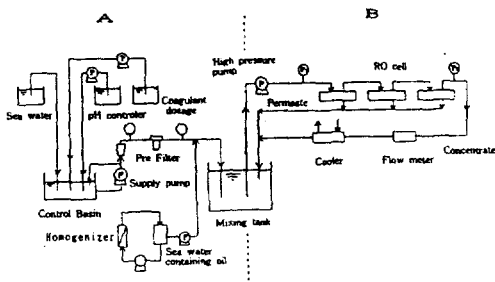 A
B
High pressure
pump
RO cell
P
P
P
Coagulant
dosage
Sea water
pH controler
Permeate
Pre Filter
Cooler
Flow meter
Concentrate
P
Supply pump
Control Basin
Mixing tank
Homogenizer
P
Sea water
containing oil